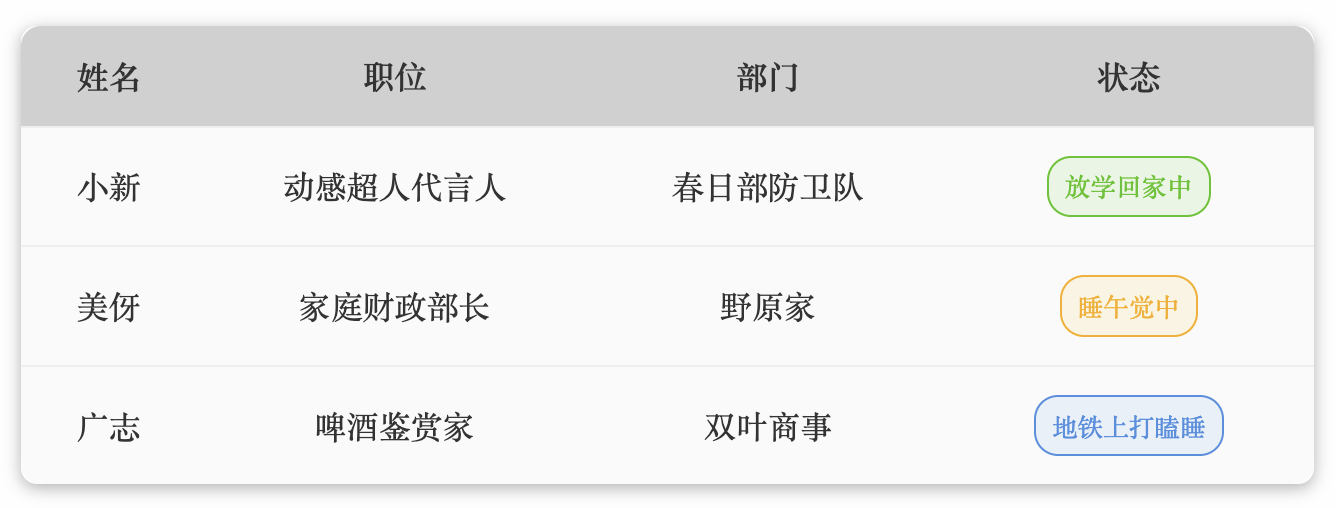 姓名 职位 部门 状态
小新 动感超人代言人 春日部防卫队 放学回家中
美伢 家庭财政部长 野原家 睡午觉中
广志 啤酒鉴赏家 双叶商事 地铁上打瞌睡